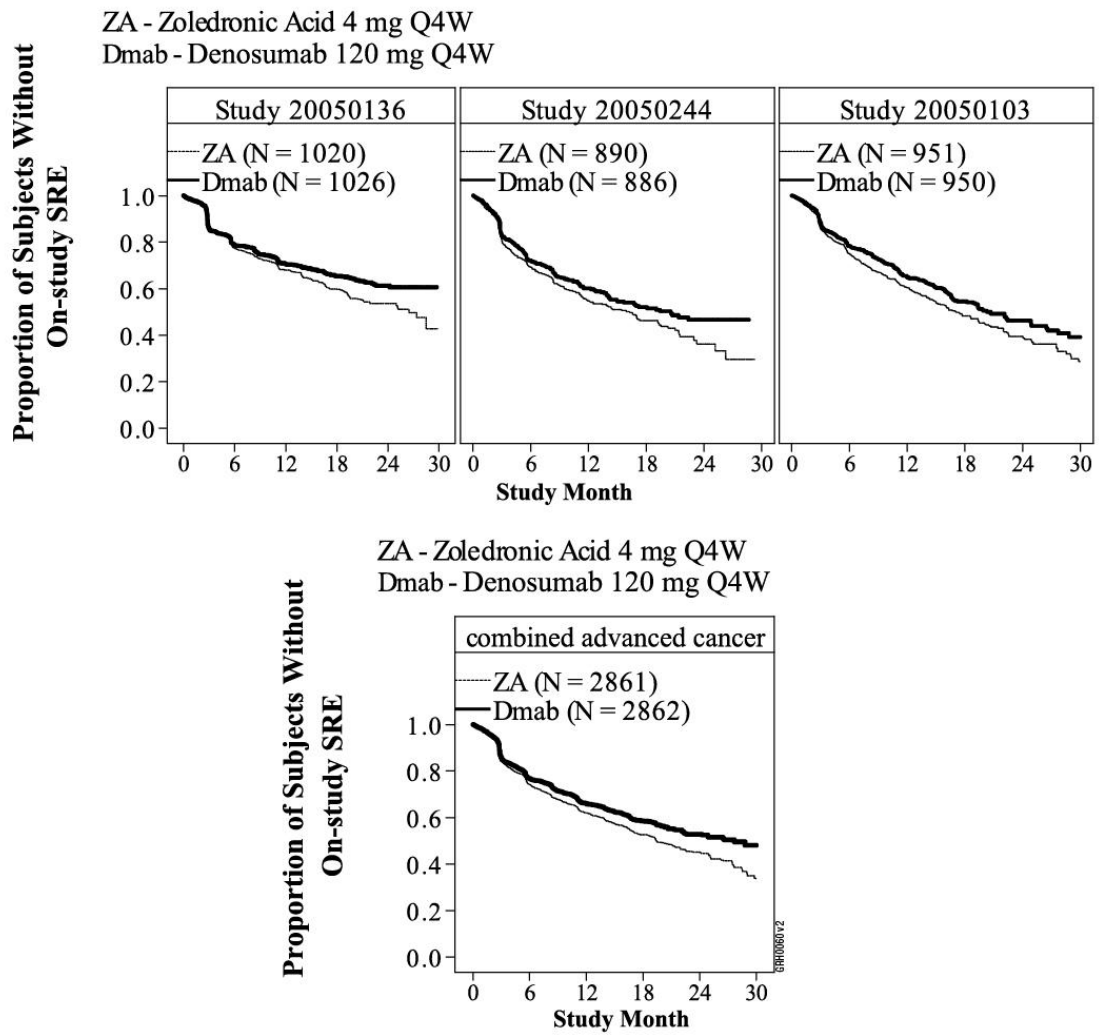 ZA - Zoledronic Acid 4 mg Q4W
Dmab - Denosumab 120 mg Q4W
Proportion of Subjects Without
On-study SRE
Study 20050136
ZA (N = 1020)
Dmab (N = 1026)
Study 20050244
ZA (N = 890)
Dmab (N = 886)
Study 20050103
ZA (N = 951)
Dmab (N = 950)
1.0
0.8
0.6
0.4
0.2
0.0
0 6 12 18 24 30
0 6 12 18 24 30
0 6 12 18 24 30
Study Month
ZA - Zoledronic Acid 4 mg Q4W
Dmab - Denosumab 120 mg Q4W
Proportion of Subjects Without
On-study SRE
combined advanced cancer
ZA (N = 2861)
Dmab (N = 2862)
1.0
0.8
0.6
0.4
0.2
0.0
0 6 12 18 24 30
Study Month
GRH0060 v2